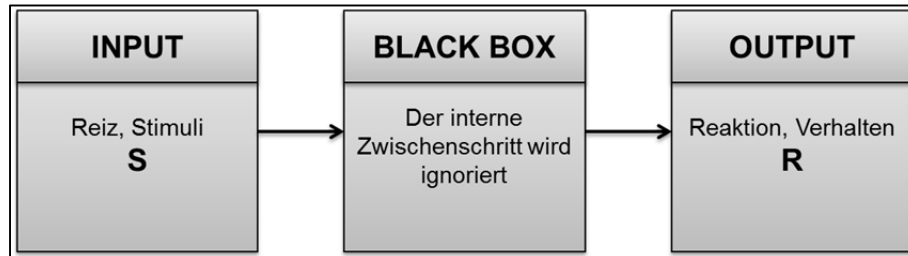 INPUT
Reiz, Stimuli
S
BLACK BOX
Der interne
Zwischenschritt wird
ignoriert
OUTPUT
Reaktion, Verhalten
R